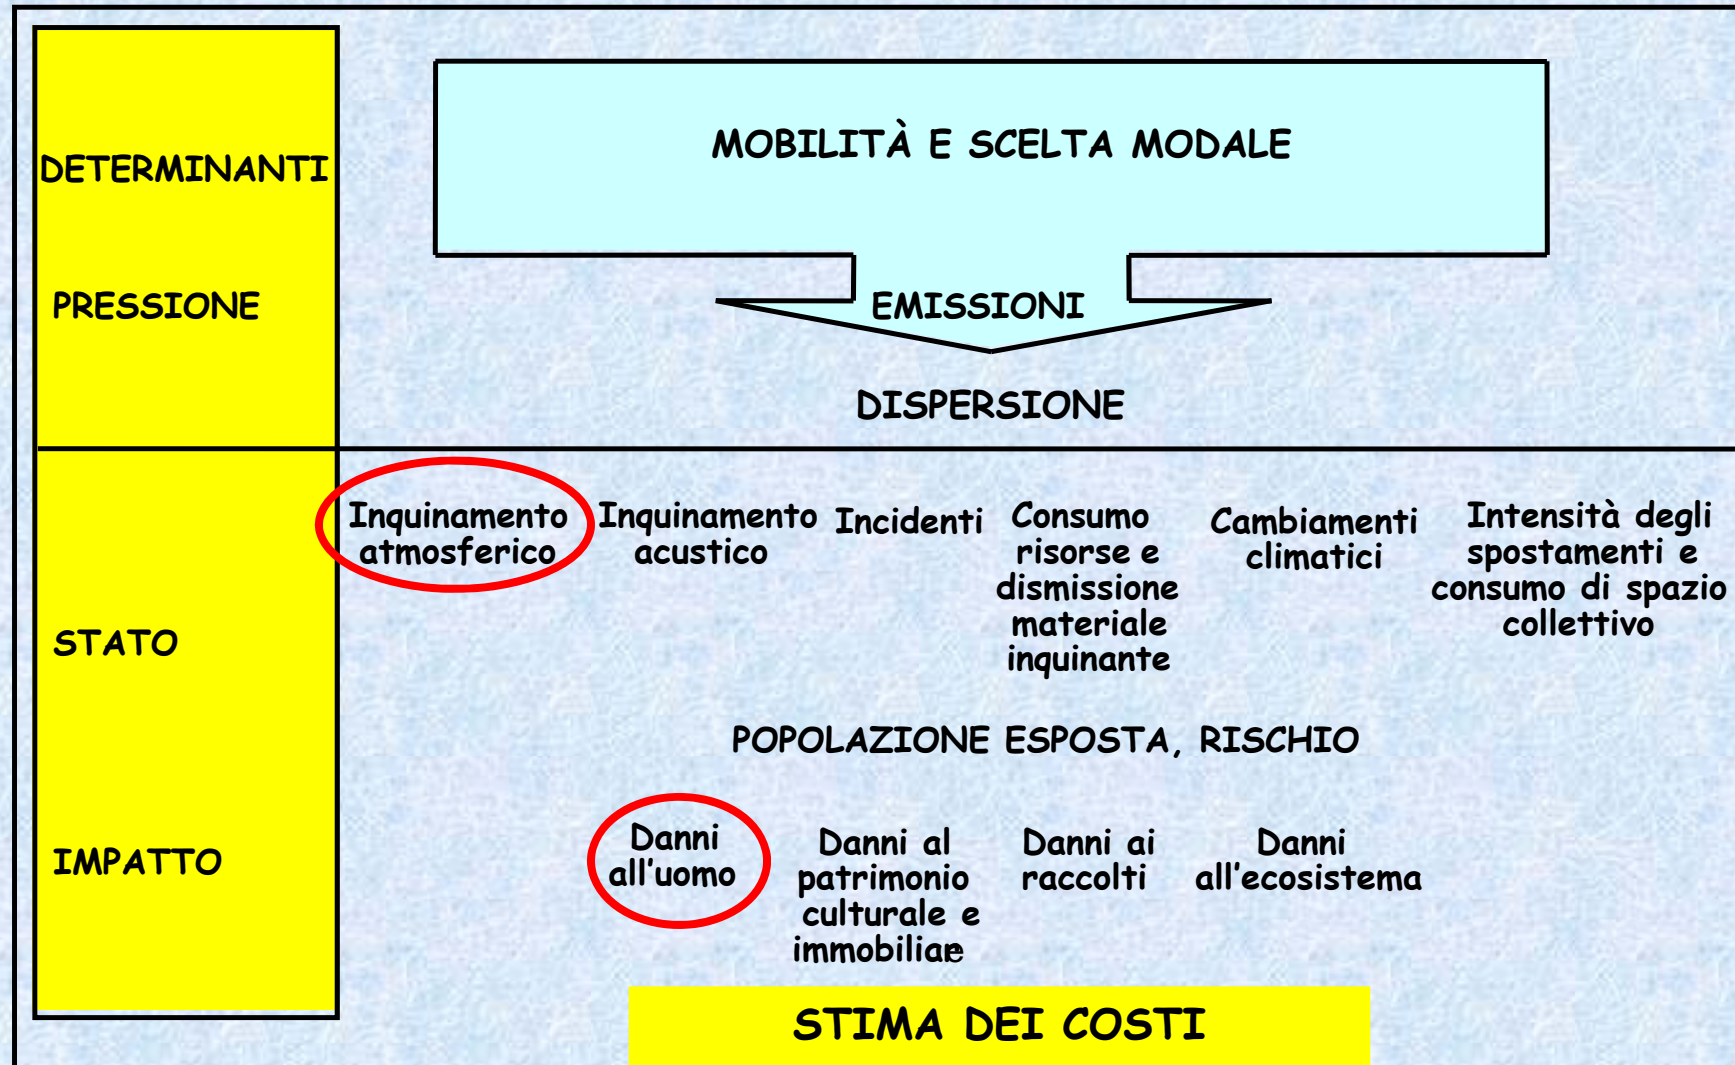 DETERMINANTI
MOBILITÀ E SCELTA MODALE
PRESSIONE
EMISSIONI
DISPERSIONE
STATO
Inquinamento
atmosferico
Inquinamento
acustico
Incidenti
Consumo
risorse e
dismissione
materiale
inquinante
Cambiamenti
climatici
Intensità degli
spostamenti e
consumo di spazio
collettivo
POPOLAZIONE ESPOSTA, RISCHIO
IMPATTO
Danni
all'uomo
Danni al
patrimonio
culturale e
immobiliare
Danni ai
raccolti
Danni
all'ecosistema
STIMA DEI COSTI